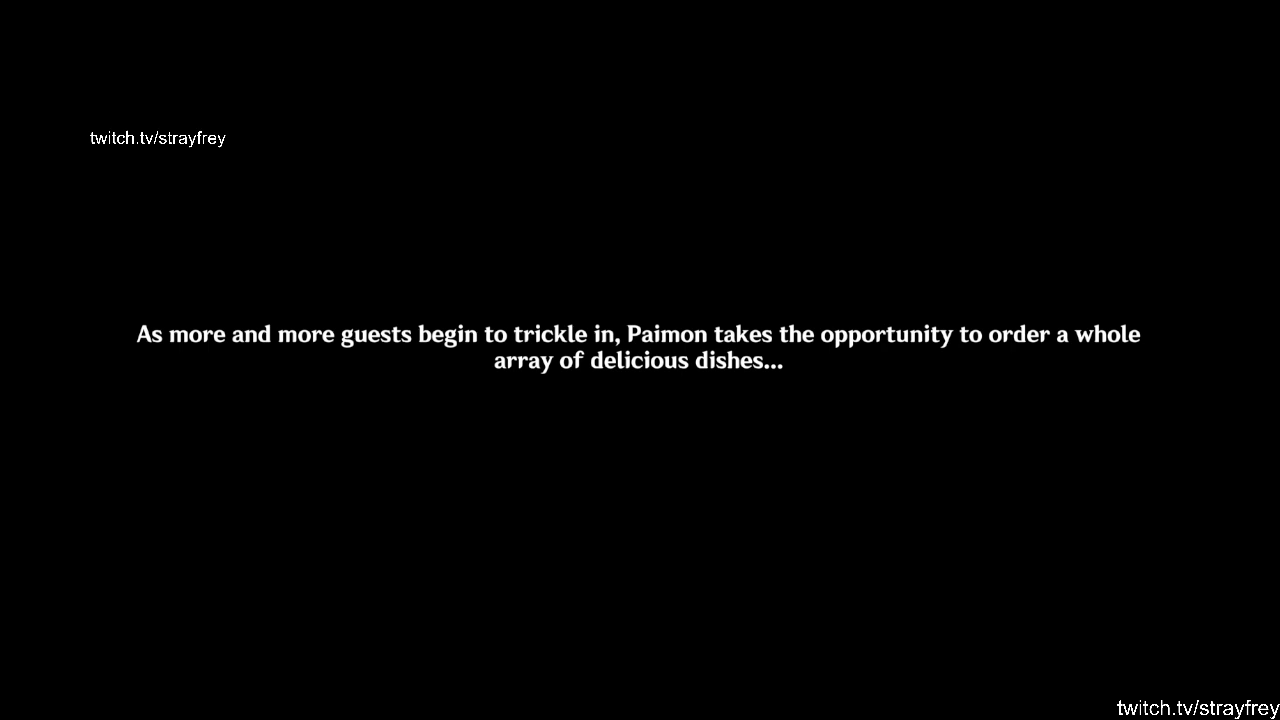 twitch.tv/strayfrey
As more and more guests begin to trickle in, Paimon takes the opportunity to order a whole
array of delicious dishes...
twitch.tv/strayfrey